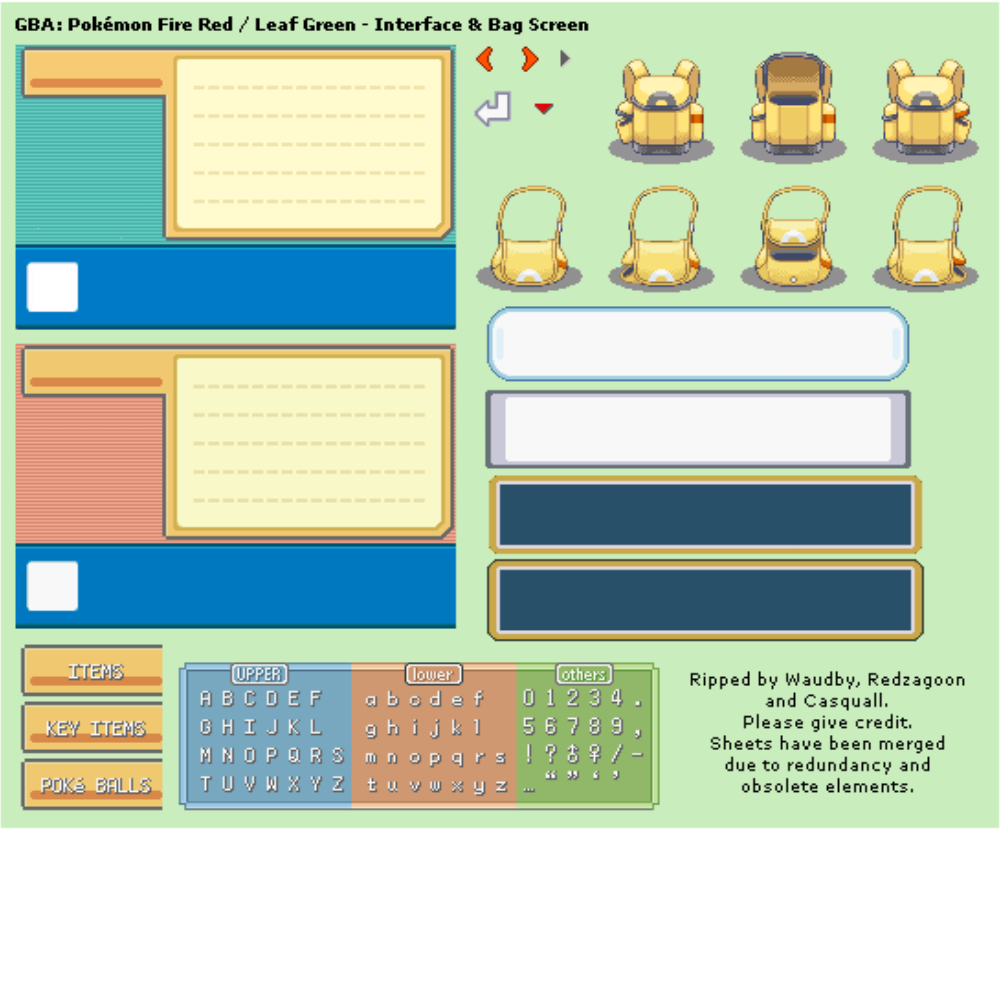 GBA: Pokémon Fire Red / Leaf Green - Interface & Bag Screen
ITEMS
KEY ITEMS
POKé BALLS
UPPER
A B C D E F
G H I J K L
M N O P Q R S
T U V W X Y Z
lower
a b c d e f
g h i j k l
m n o p q r s
t u v w x y z
others
0 1 2 3 4 .
5 6 7 8 9 ,
! ? ♂ ♀ / -
… “ ” ‘ ’
Ripped by Waudby, Redzagoon
and Casquall.
Please give credit.
Sheets have been merged
due to redundancy and
obsolete elements.